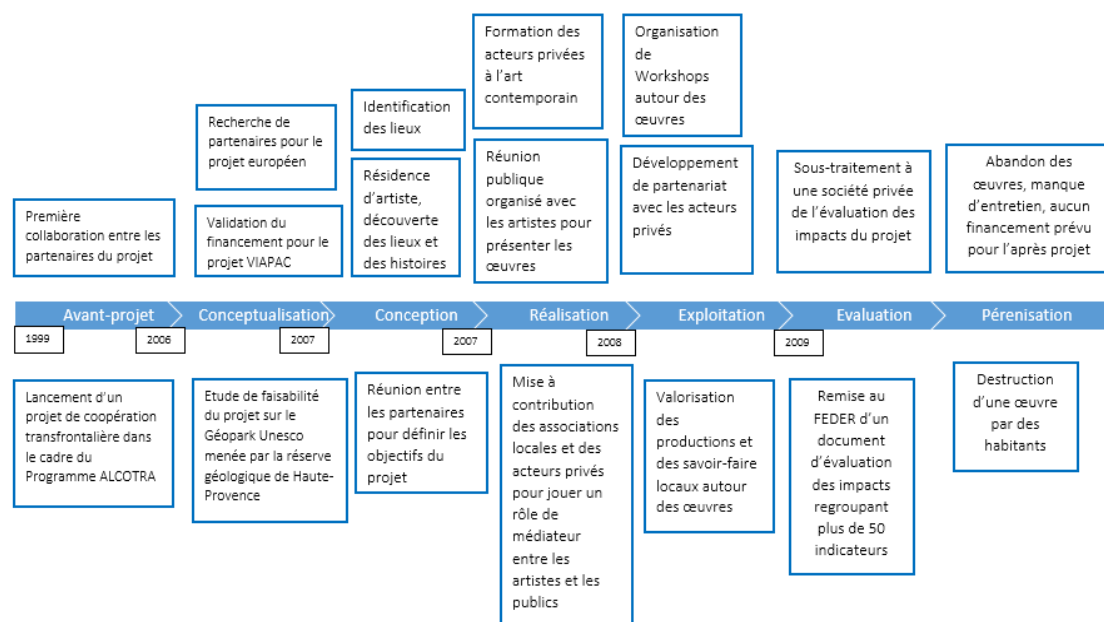 Première
collaboration entre les
partenaires du projet
Recherche de
partenaires pour le
projet européen
Validation du
financement pour le
projet VIAPAC
Identification
des lieux
Résidence
d'artiste,
découverte
des lieux et
des histoires
Formation des
acteurs privées
à l'art
contemporain
Réunion
publique
organisé avec
les artistes pour
présenter les
œuvres
Organisation
de
Workshops
autour des
œuvres
Développement
de partenariat
avec les acteurs
privés
Sous-traitement à
une société privée
de l'évaluation des
impacts du projet
Abandon des
œuvres, manque
d'entretien, aucun
financement prévu
pour l'après projet
Avant-projet
Conceptualisation
Conception
Réalisation
Exploitation
Evaluation
Pérenisation
1999
2006
2007
2007
2008
2009
Lancement d'un
projet de coopération
transfrontalière dans
le cadre du
Programme ALCOTRA
Etude de faisabilité
du projet sur le
Géopark Unesco
menée par la réserve
géologique de Haute-
Provence
Réunion entre
les partenaires
pour définir les
objectifs du
projet
Mise à
contribution
des associations
locales et des
acteurs privés
pour jouer un
rôle de
médiateur
entre les
artistes et les
publics
Valorisation
des
productions et
des savoir-faire
locaux autour
des œuvres
Remise au
FEDER d'un
document
d'évaluation
des impacts
regroupant
plus de 50
indicateurs
Destruction
d'une œuvre
par des
habitants